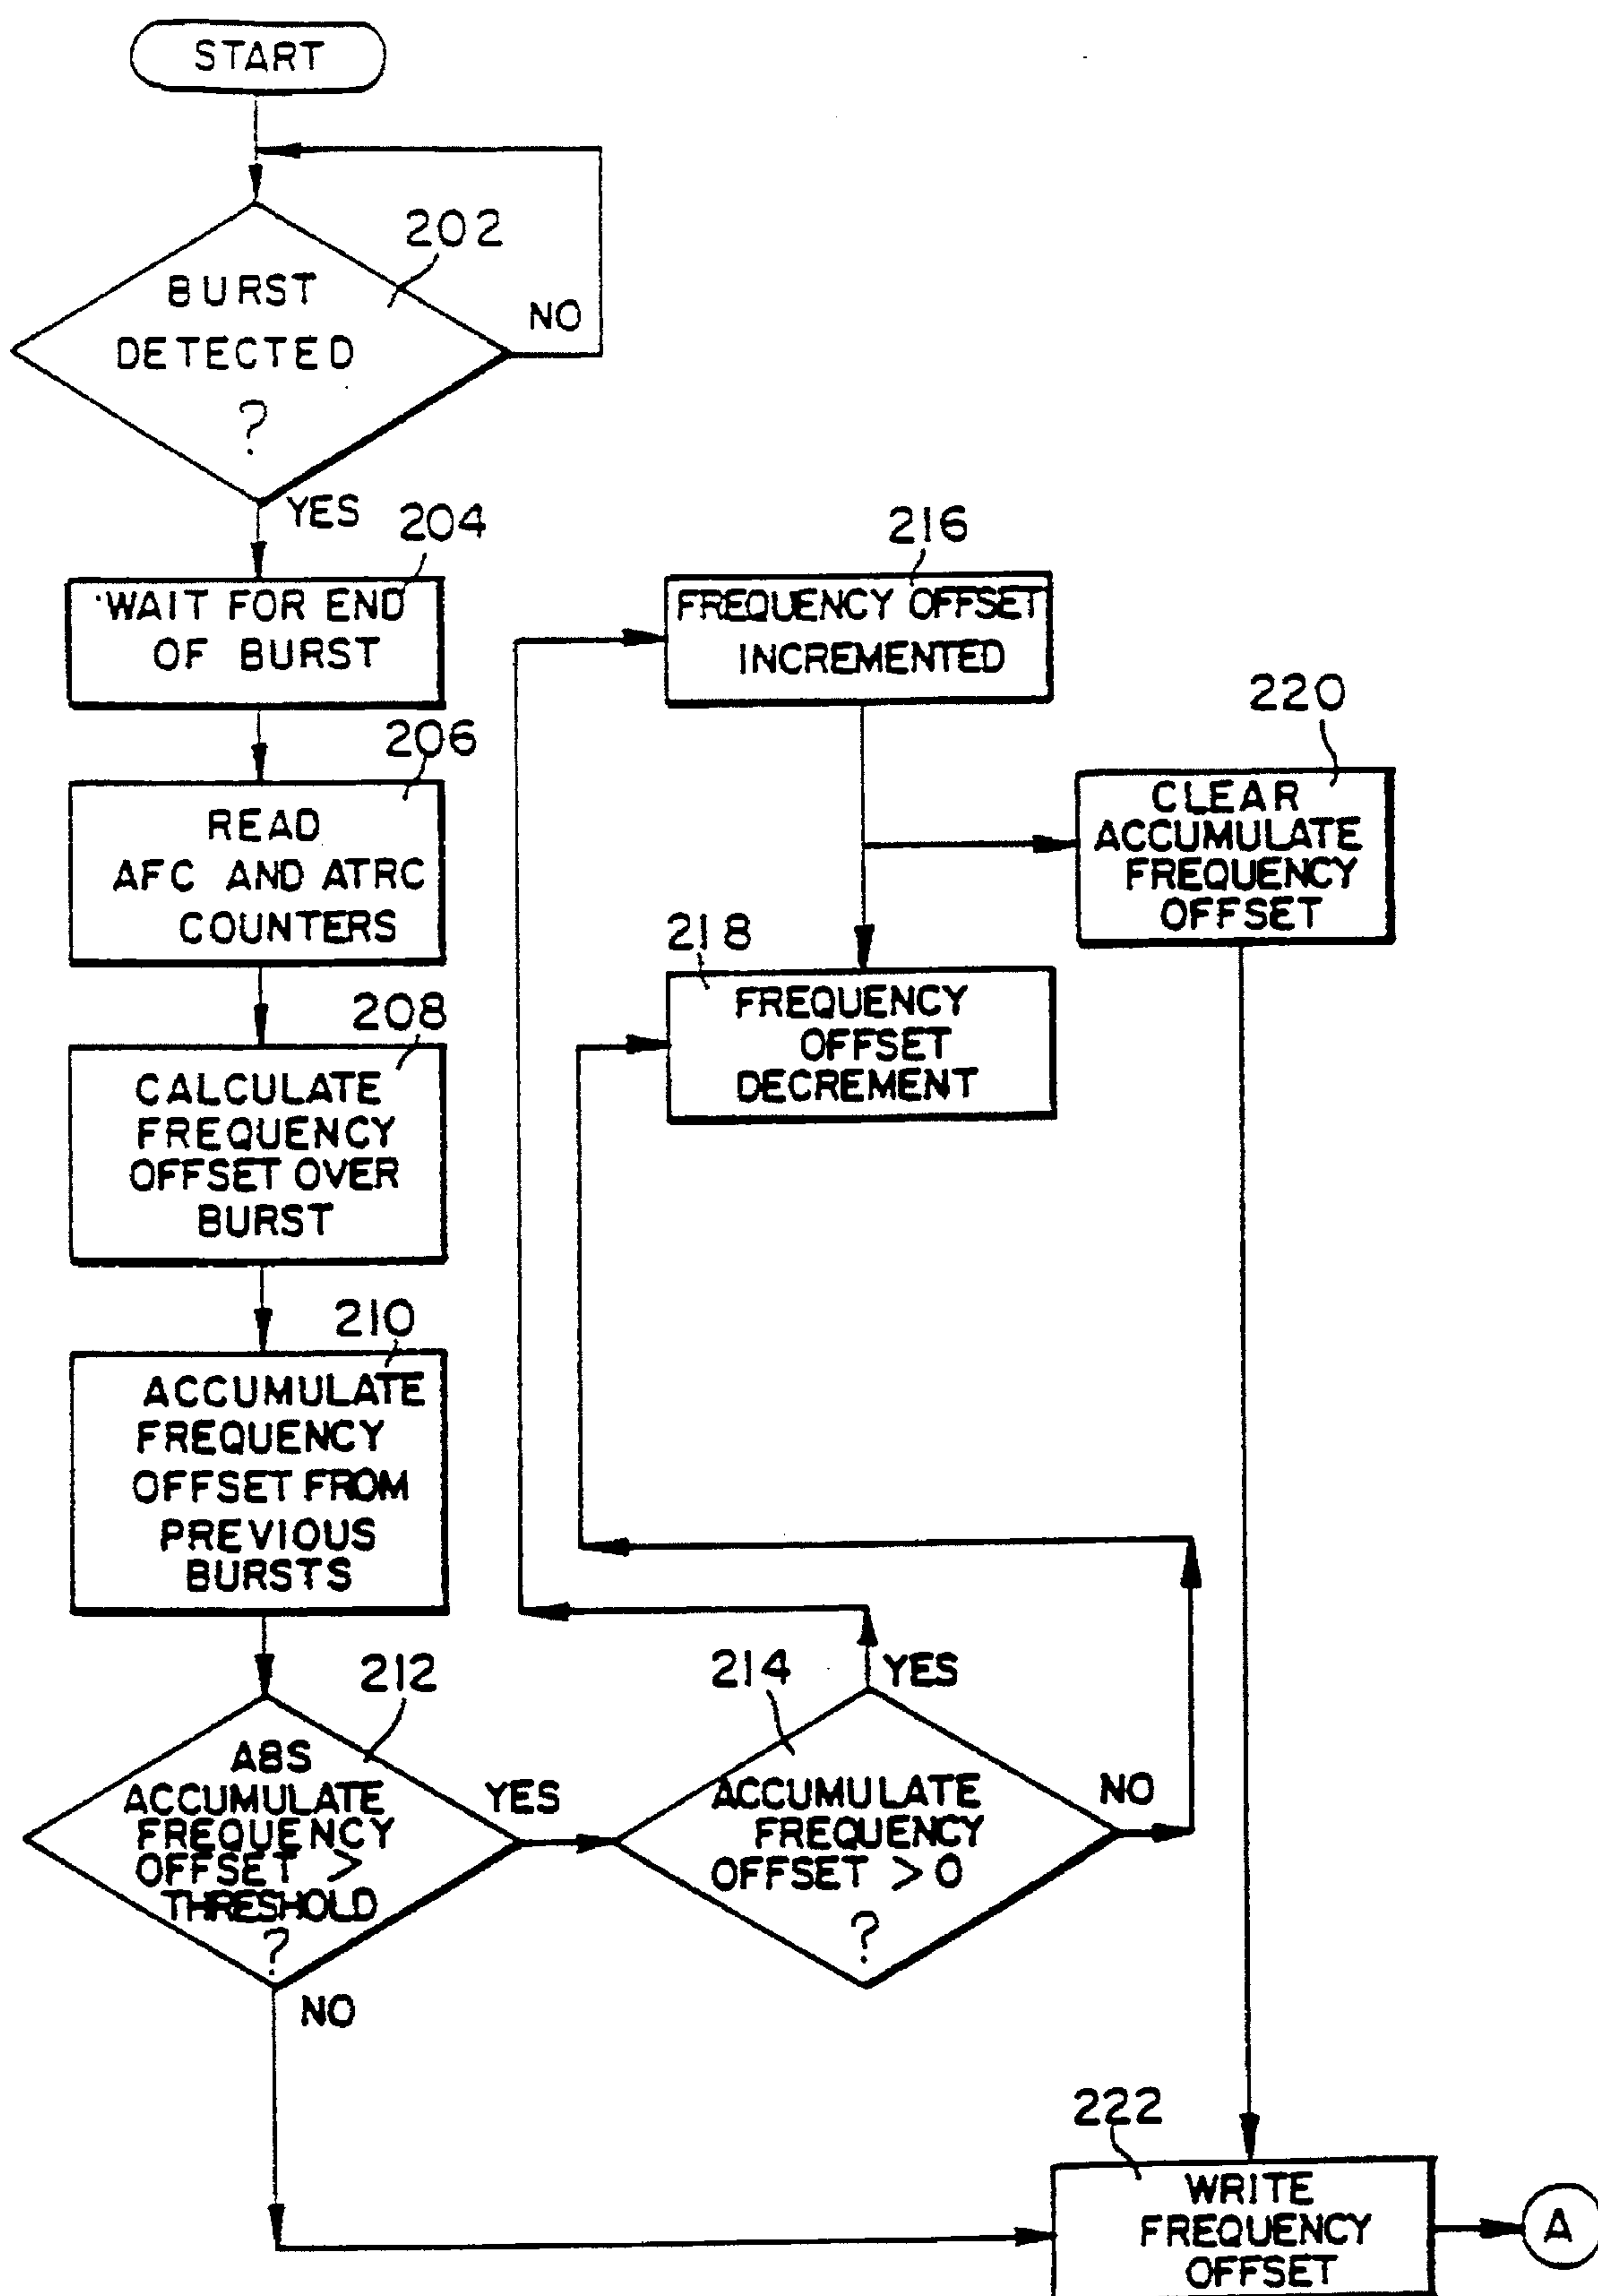 START
202
BURST
DETECTED
?
NO
YES
204
WAIT FOR END
OF BURST
206
READ
AFC AND ATRC
COUNTERS
208
CALCULATE
FREQUENCY
OFFSET OVER
BURST
210
ACCUMULATE
FREQUENCY
OFFSET FROM
PREVIOUS
BURSTS
212
ABS
ACCUMULATE
FREQUENCY
OFFSET >
THRESHOLD
?
YES
NO
214
ACCUMULATE
FREQUENCY
OFFSET > 0
?
YES
NO
216
FREQUENCY OFFSET
INCREMENTED
218
FREQUENCY
OFFSET
DECREMENT
220
CLEAR
ACCUMULATE
FREQUENCY
OFFSET
222
WRITE
FREQUENCY
OFFSET
A